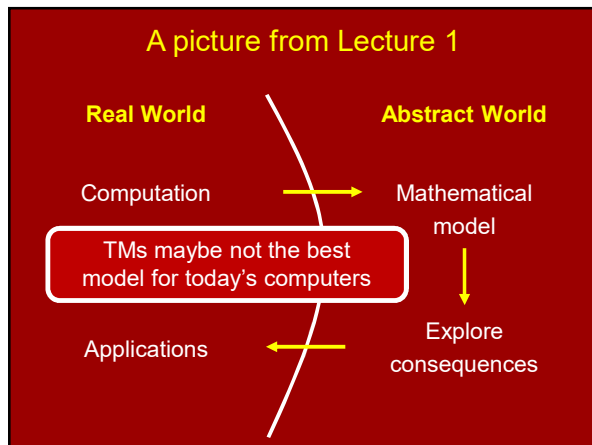 A picture from Lecture 1
Real World
Abstract World
Computation
Mathematical
model
TMs maybe not the best
model for today's computers
Applications
Explore
consequences